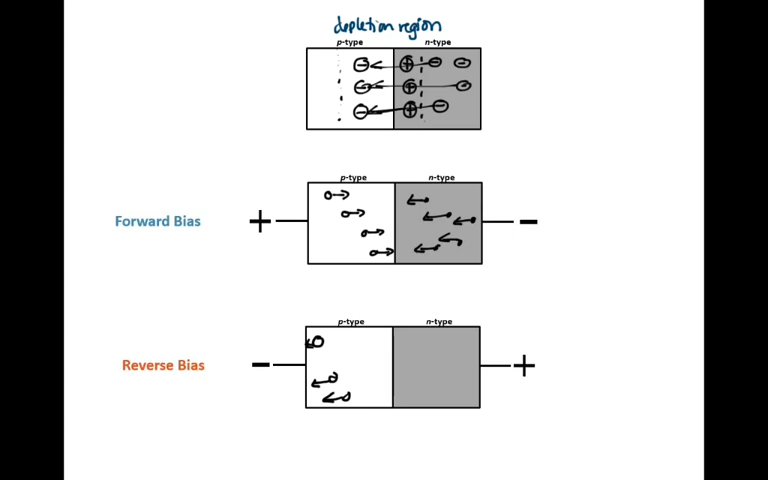 depletion region
p-type n-type
p-type n-type
Forward Bias + −
p-type n-type
Reverse Bias − +